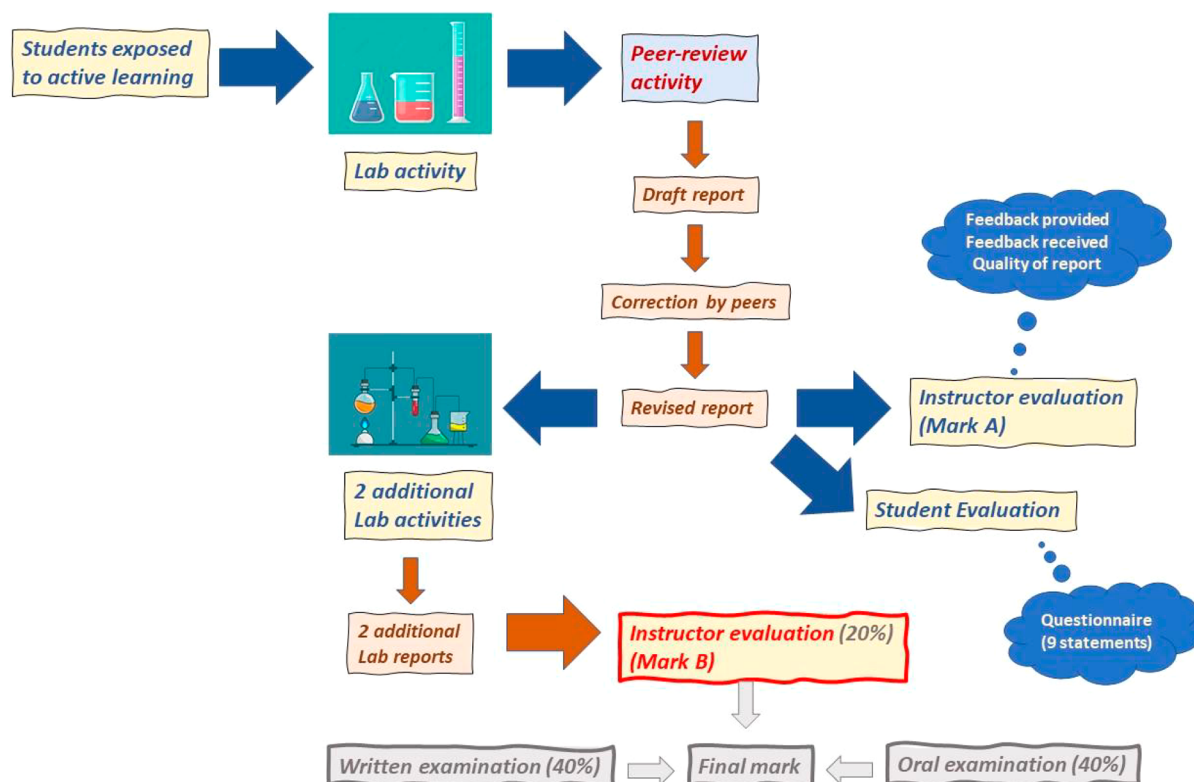 Students exposed
to active learning
Lab activity
Peer-review
activity
Draft report
Correction by peers
Revised report
Feedback provided
Feedback received
Quality of report
Instructor evaluation
(Mark A)
Student Evaluation
Questionnaire
(9 statements)
2 additional
Lab activities
2 additional
Lab reports
Instructor evaluation (20%)
(Mark B)
Written examination (40%)
Final mark
Oral examination (40%)